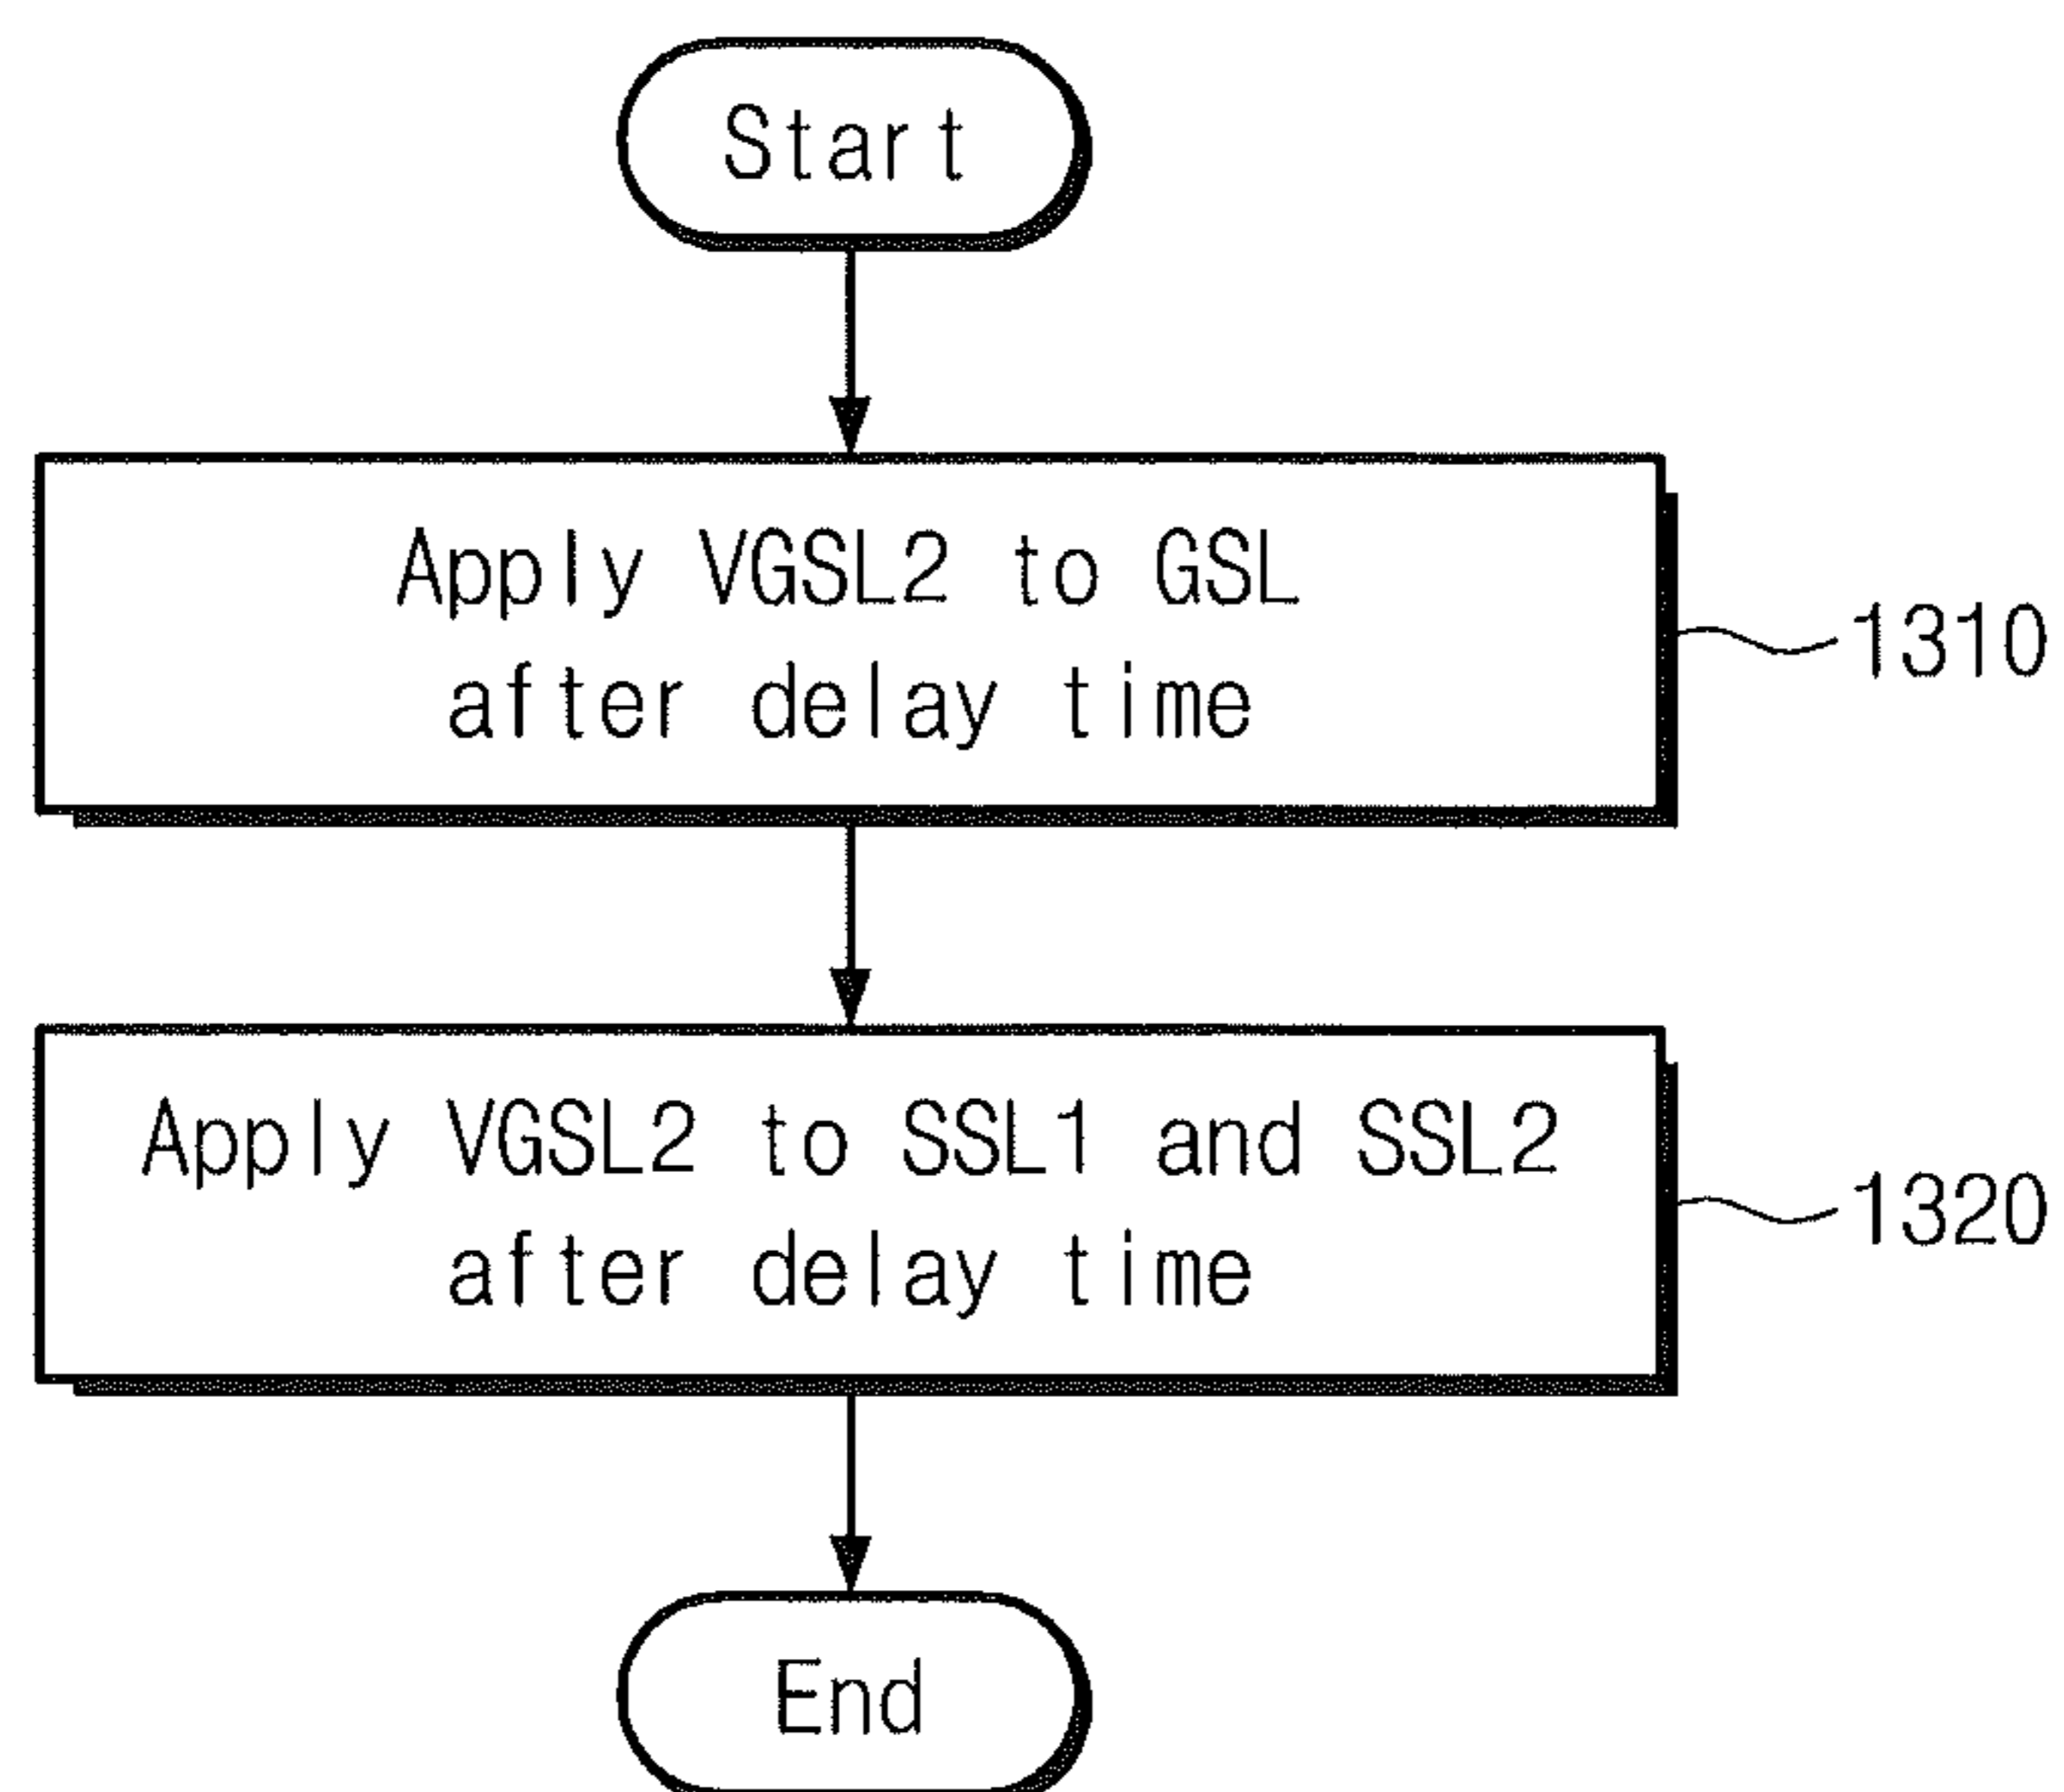 Start
Apply VGSL2 to GSL
after delay time
1310
Apply VGSL2 to SSL1 and SSL2
after delay time
1320
End